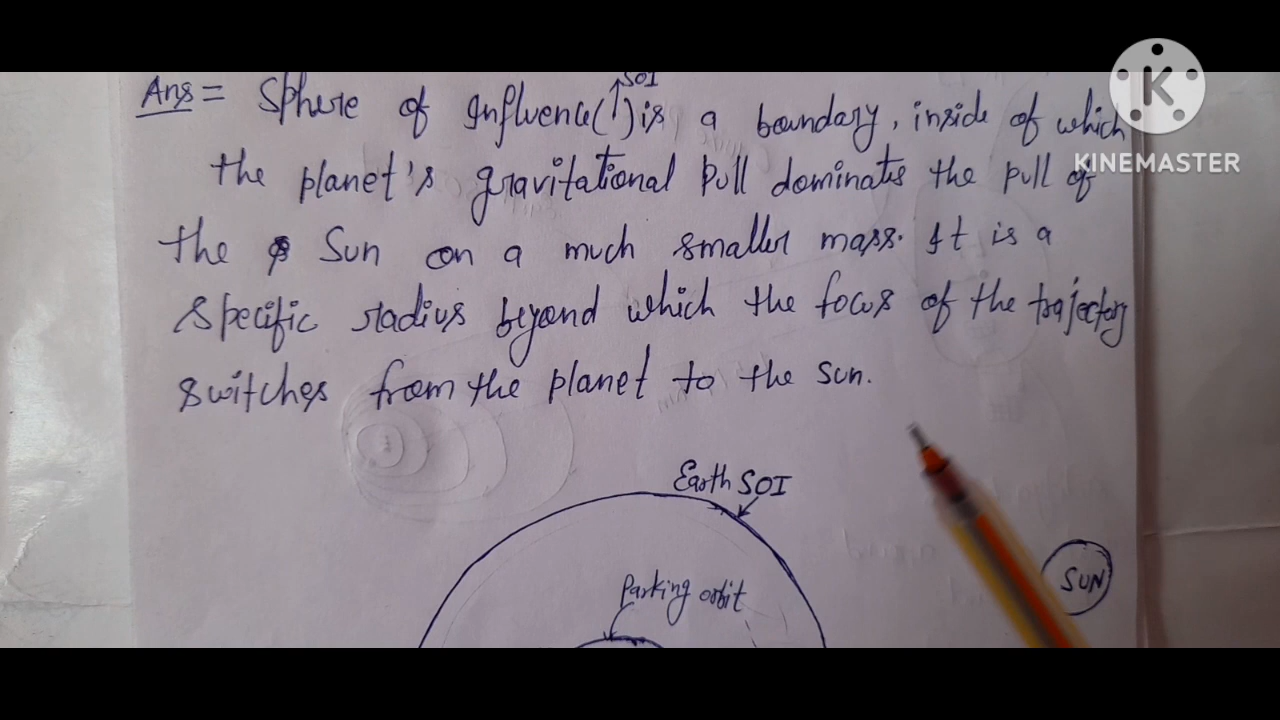 SOI
Ans = Sphere of Influence( ) is a boundary, inside of which
the planet's gravitational pull dominates the pull of
the Sun on a much smaller mass. It is a
specific radius beyond which the focus of the trajectory
switches from the planet to the sun.
Earth SOI
Parking orbit
SUN
K
KINEMASTER